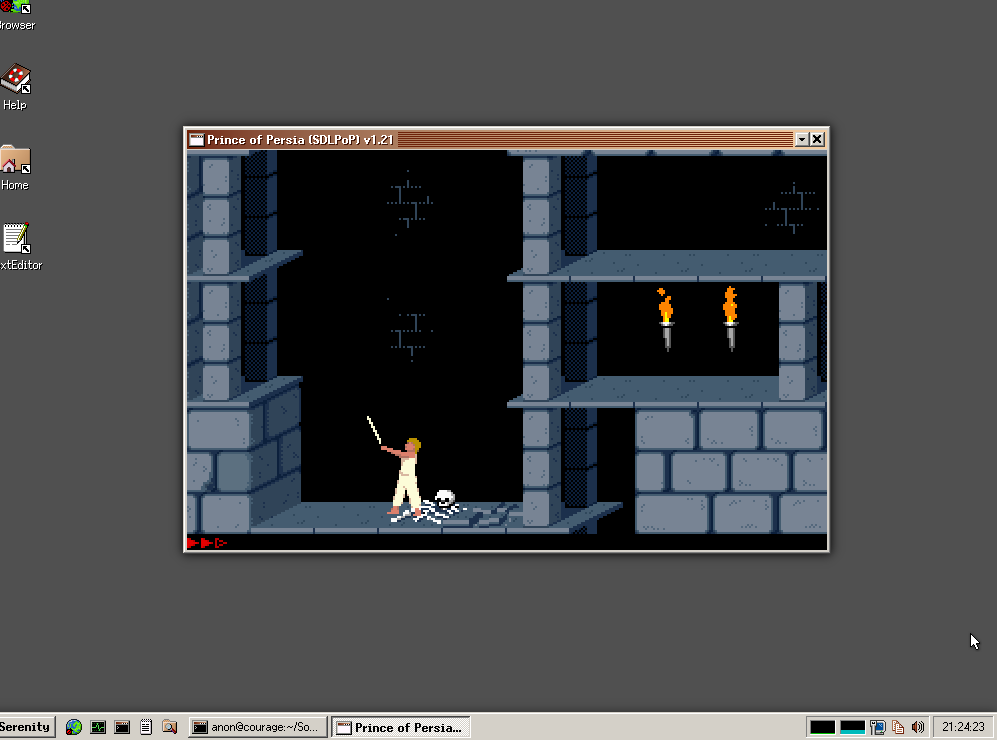 Browser
Help
Home
xtEditor
Prince of Persia (SDLPoP) v1.21
Serenity
anon@courage:~/So...
Prince of Persia...
21:24:23